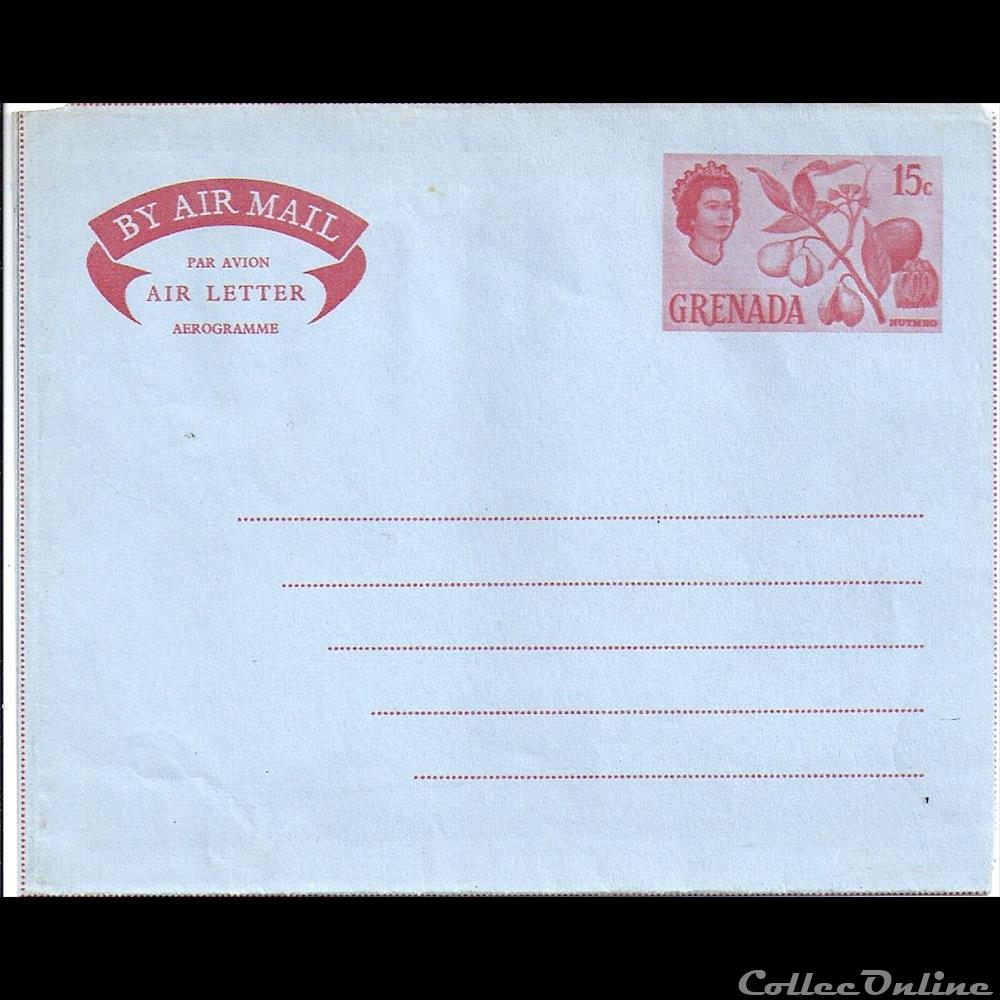 BY AIR MAIL
PAR AVION
AIR LETTER
AEROGRAMME
15c
GRENADA
NUTMEG
CollecOnline